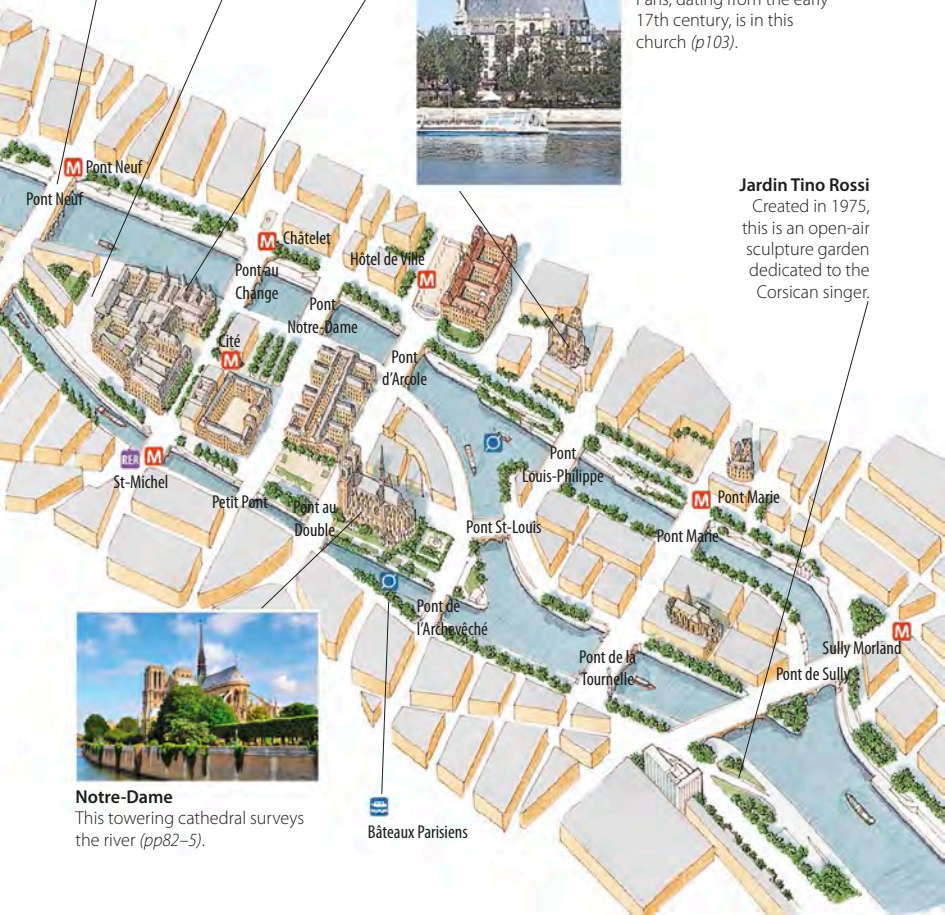 Paris, dating from the early
17th century, is in this
church (p103).
Jardin Tino Rossi
Created in 1975,
this is an open-air
sculpture garden
dedicated to the
Corsican singer.
M Pont Neuf
Pont Neuf
M Châtelet
Hôtel de Ville
M
Pont au
Change
Pont
Notre-Dame
Cité
M
Pont
d'Arcole
RER M
St-Michel
Petit Pont
Pont au
Double
Pont
Louis-Philippe
Pont St-Louis
M Pont Marie
Pont Marie
Pont de
l'Archevêché
Pont de la
Tournelle
M
Sully Morland
Pont de Sully
Notre-Dame
This towering cathedral surveys
the river (pp82–5).
Bâteaux Parisiens